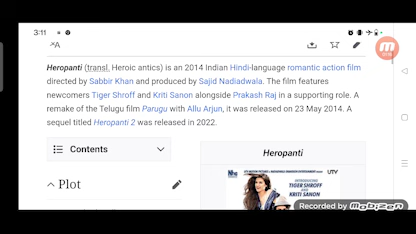 3:11
Heropanti (transl. Heroic antics) is an 2014 Indian Hindi-language romantic action film
directed by Sabbir Khan and produced by Sajid Nadiadwala. The film features
newcomers Tiger Shroff and Kriti Sanon alongside Prakash Raj in a supporting role. A
remake of the Telugu film Parugu with Allu Arjun, it was released on 23 May 2014. A
sequel titled Heropanti 2 was released in 2022.
Contents
Heropanti
Plot
UTV
INTRODUCING
TIGER SHROFF
AND
KRITI SANON
Recorded by MOBIZEN